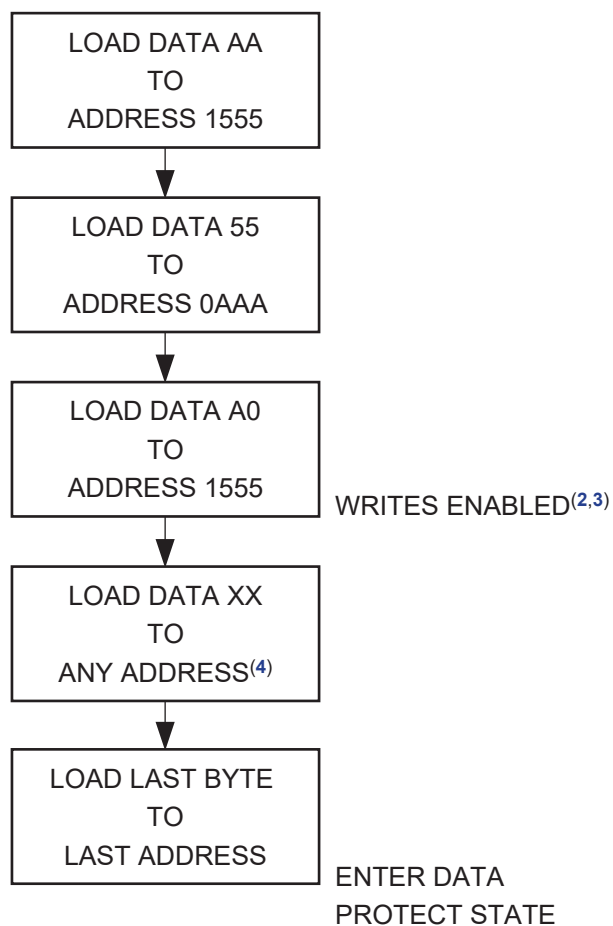 LOAD DATA AA
TO
ADDRESS 1555
LOAD DATA 55
TO
ADDRESS 0AAA
LOAD DATA A0
TO
ADDRESS 1555
WRITES ENABLED(2,3)
LOAD DATA XX
TO
ANY ADDRESS(4)
LOAD LAST BYTE
TO
LAST ADDRESS
ENTER DATA
PROTECT STATE